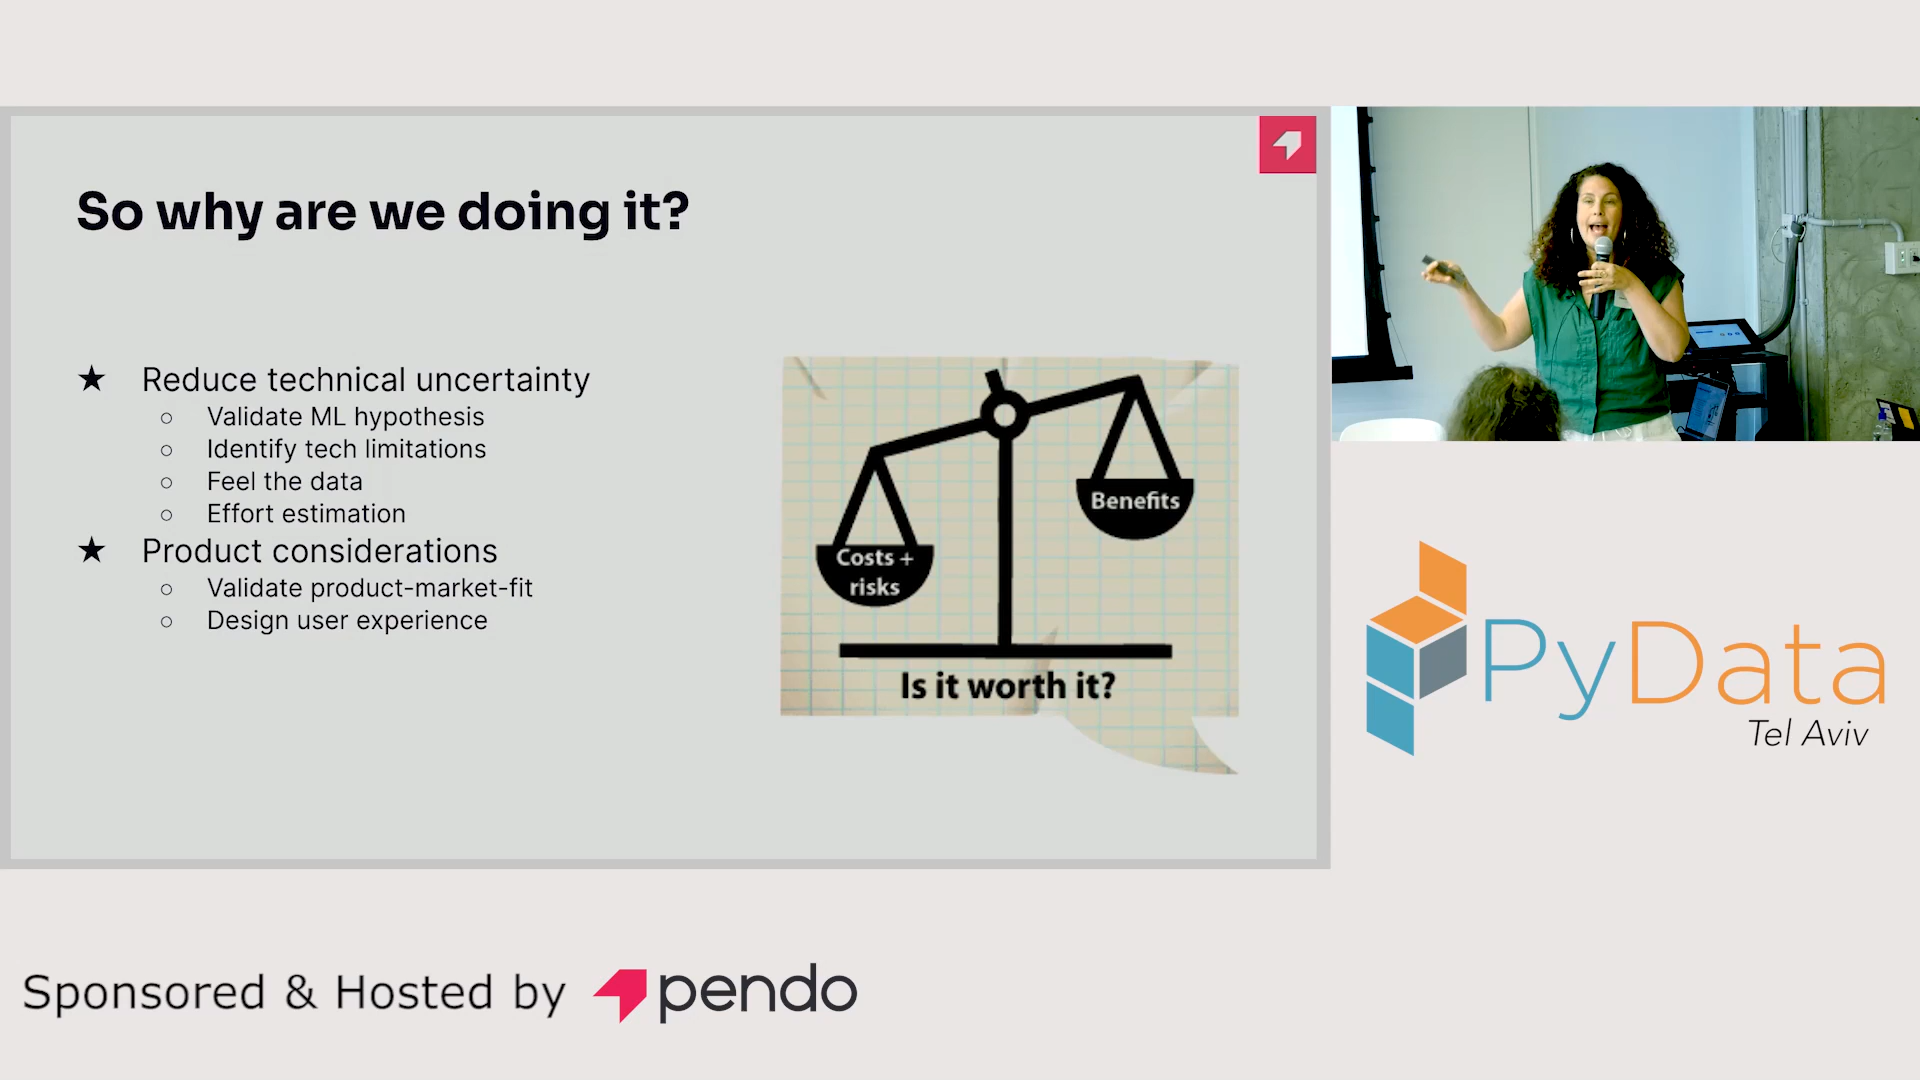 So why are we doing it?
★ Reduce technical uncertainty
○ Validate ML hypothesis
○ Identify tech limitations
○ Feel the data
○ Effort estimation
★ Product considerations
○ Validate product-market-fit
○ Design user experience
Costs +
risks
Benefits
Is it worth it?
PyData
Tel Aviv
Sponsored & Hosted by pendo